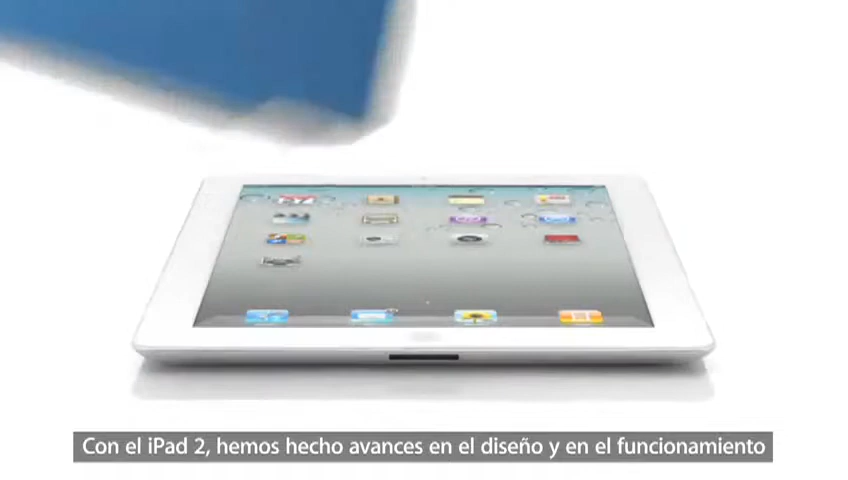 Con el iPad 2, hemos hecho avances en el diseño y en el funcionamiento